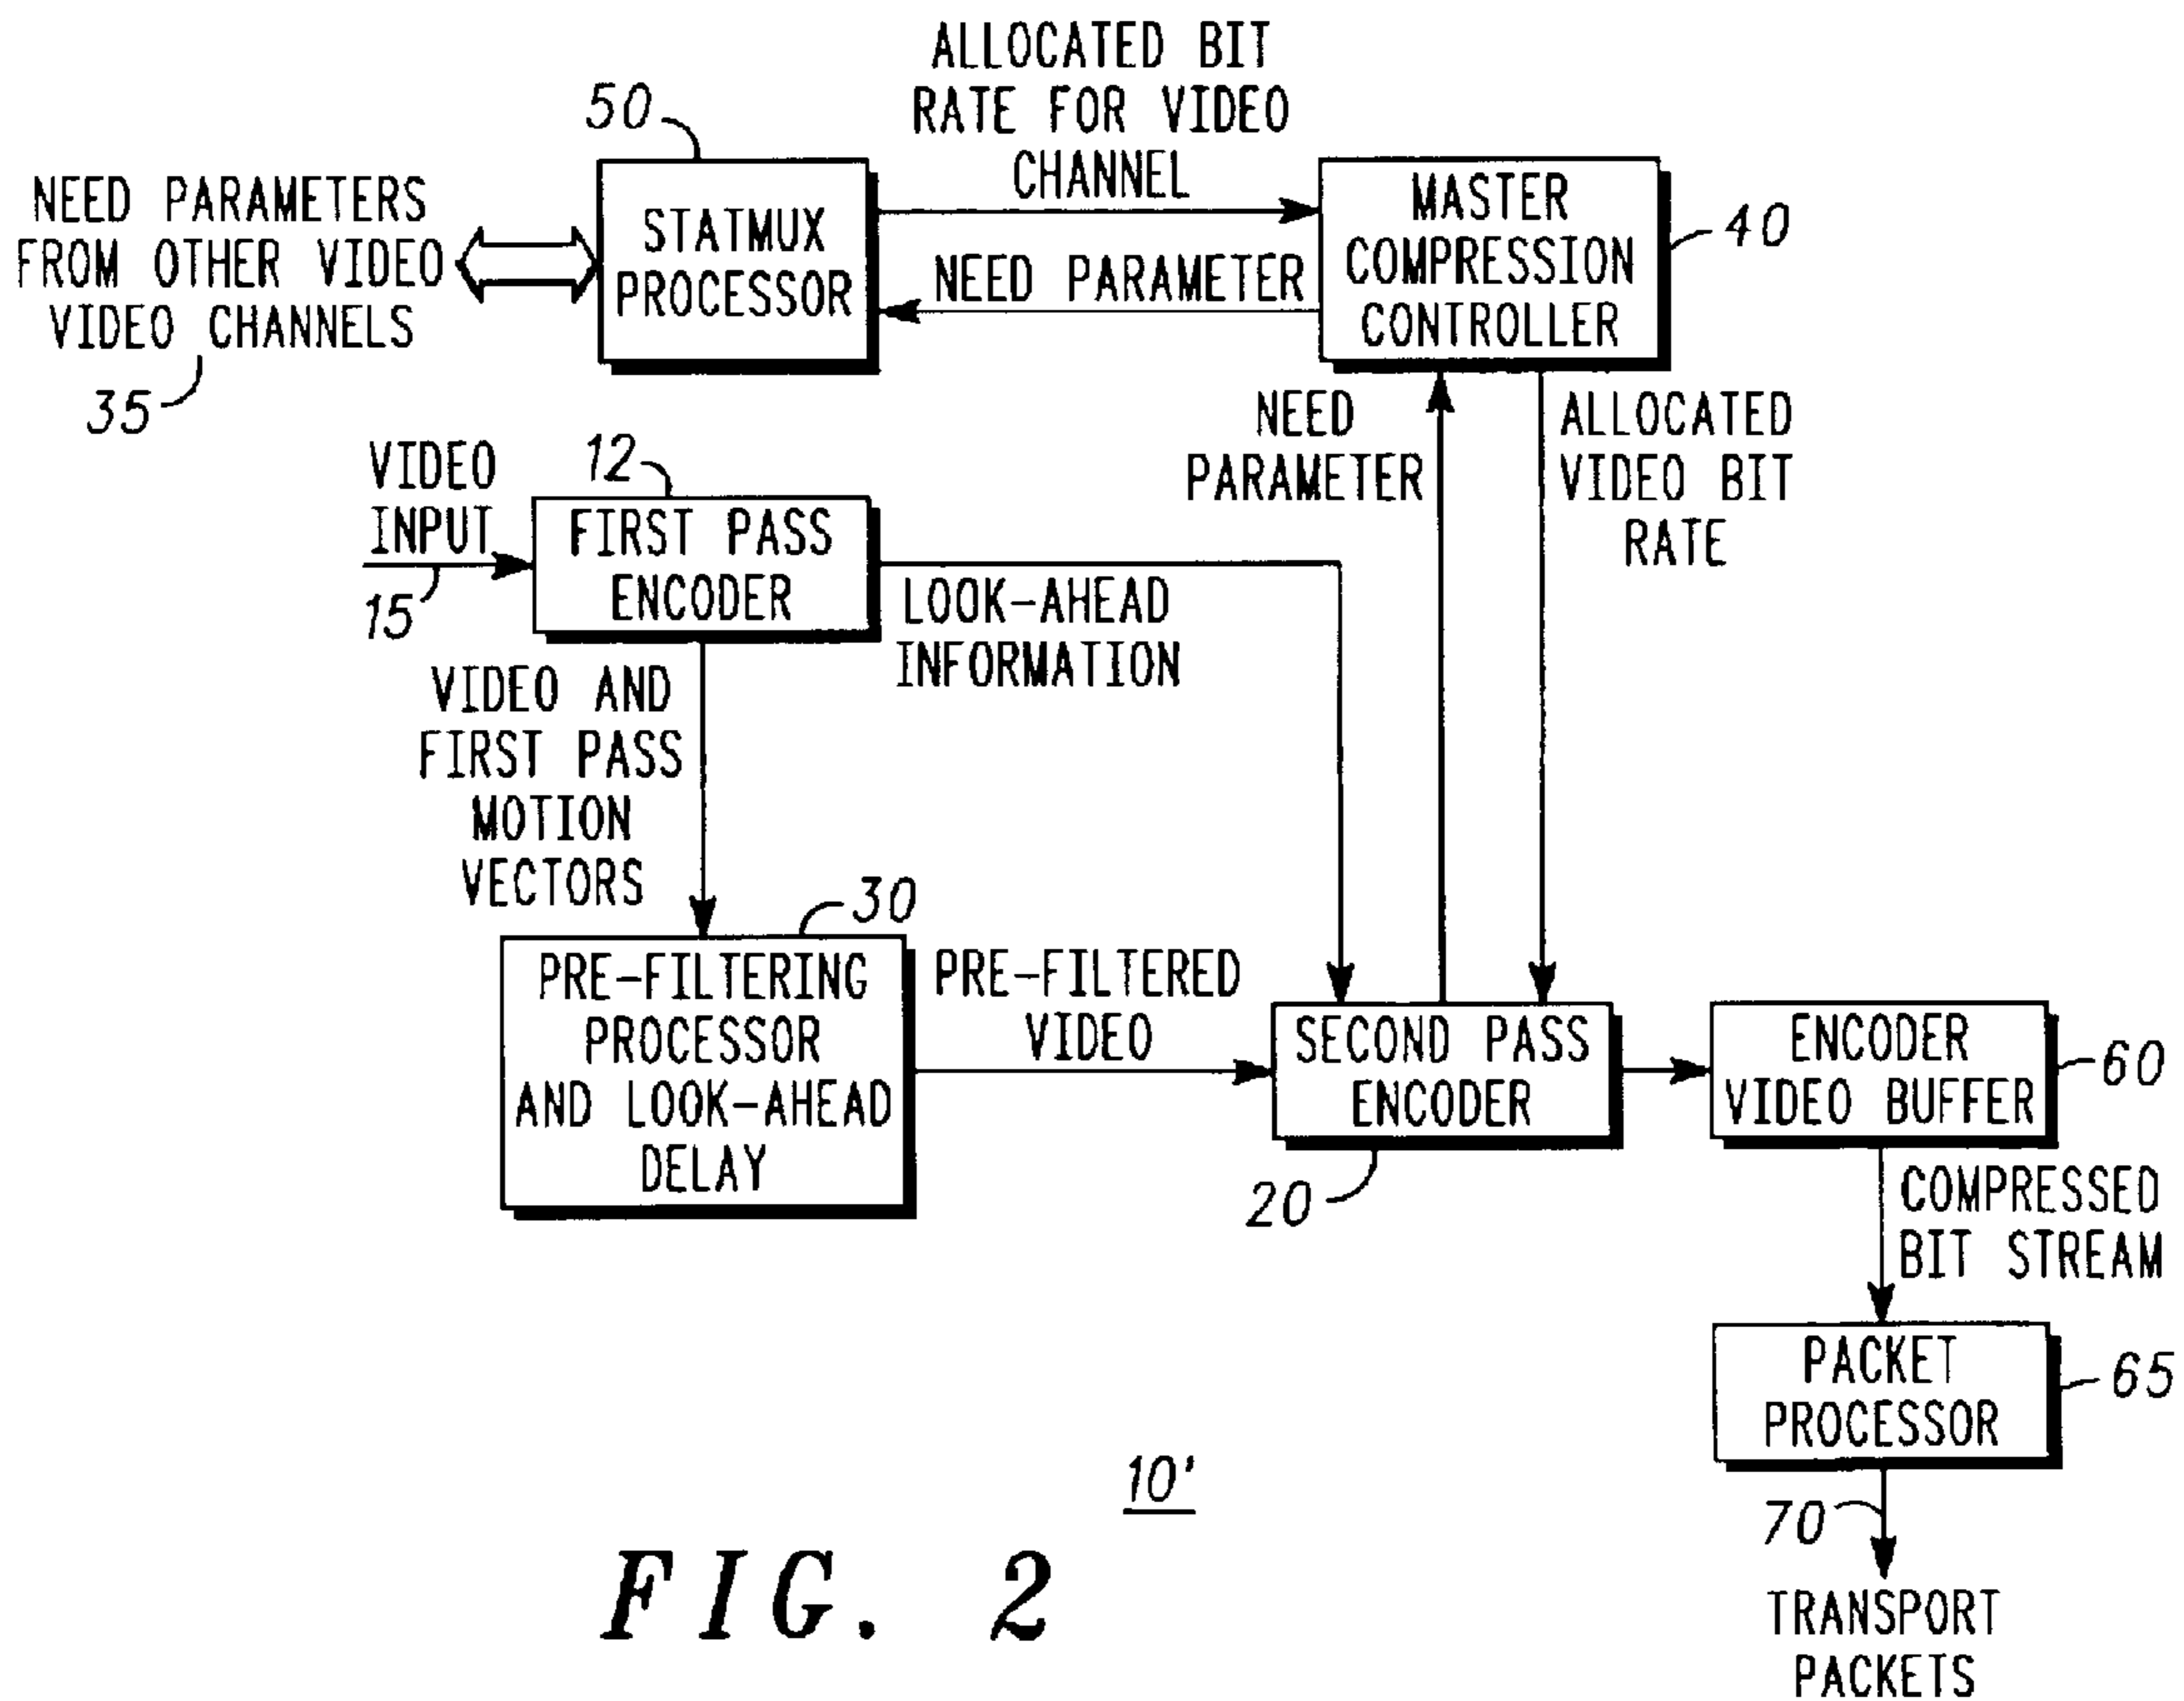 ALLOCATED BIT
RATE FOR VIDEO
CHANNEL
50
NEED PARAMETERS
FROM OTHER VIDEO
VIDEO CHANNELS
35
STATMUX
PROCESSOR
NEED PARAMETER
MASTER
COMPRESSION
CONTROLLER
40
NEED
PARAMETER
ALLOCATED
VIDEO BIT
RATE
VIDEO
INPUT
15
12
FIRST PASS
ENCODER
LOOK-AHEAD
INFORMATION
VIDEO AND
FIRST PASS
MOTION
VECTORS
30
PRE-FILTERING
PROCESSOR
AND LOOK-AHEAD
DELAY
PRE-FILTERED
VIDEO
SECOND PASS
ENCODER
20
ENCODER
VIDEO BUFFER
60
COMPRESSED
BIT STREAM
PACKET
PROCESSOR
65
70
TRANSPORT
PACKETS
10'
FIG. 2